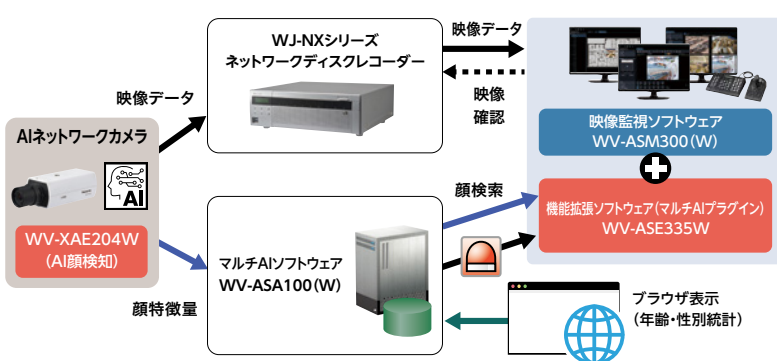 WJ-NXシリーズ
ネットワークディスクレコーダー
映像データ
映像データ
映像
確認
AIネットワークカメラ
AI
WV-XAE204W
(AI顔検知)
映像監視ソフトウェア
WV-ASM300(W)
機能拡張ソフトウェア(マルチAIプラグイン)
WV-ASE335W
顔検索
マルチAIソフトウェア
WV-ASA100(W)
顔特徴量
ブラウザ表示
(年齢・性別統計)